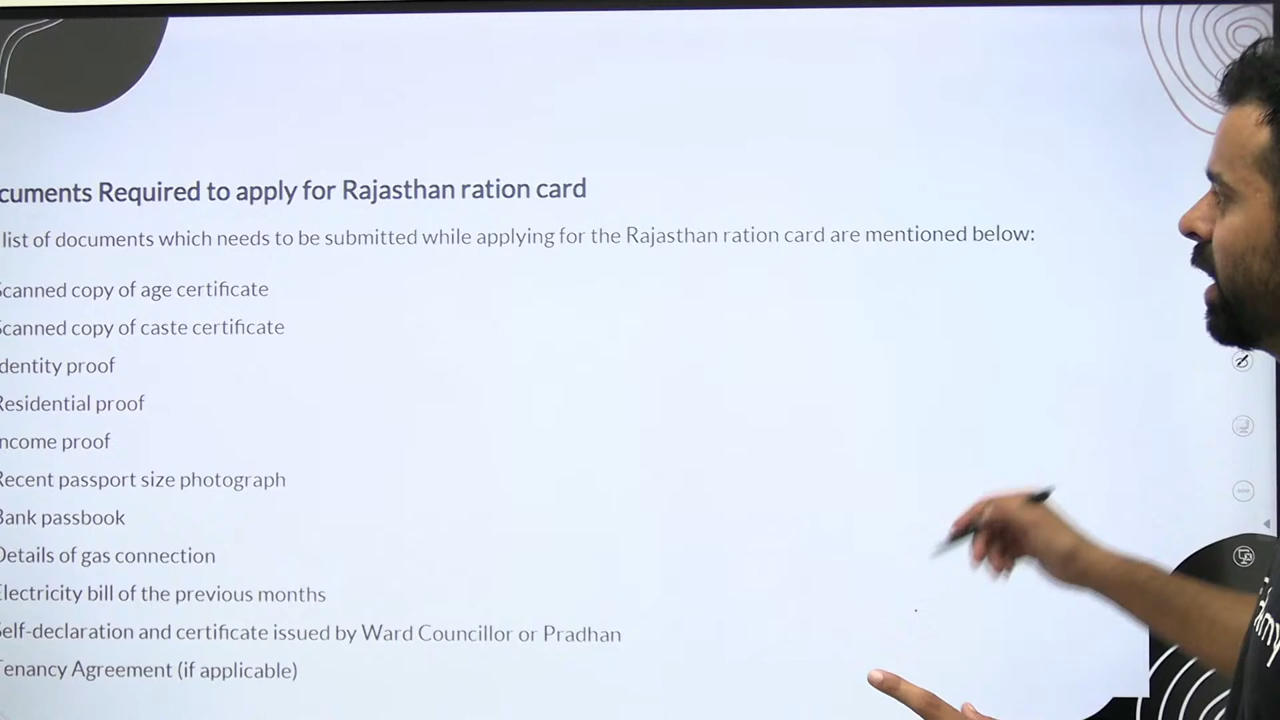 cuments Required to apply for Rajasthan ration card
list of documents which needs to be submitted while applying for the Rajasthan ration card are mentioned below:
Scanned copy of age certificate
Scanned copy of caste certificate
dentity proof
Residential proof
ncome proof
Recent passport size photograph
Bank passbook
Details of gas connection
Electricity bill of the previous months
Self-declaration and certificate issued by Ward Councillor or Pradhan
Tenancy Agreement (if applicable)